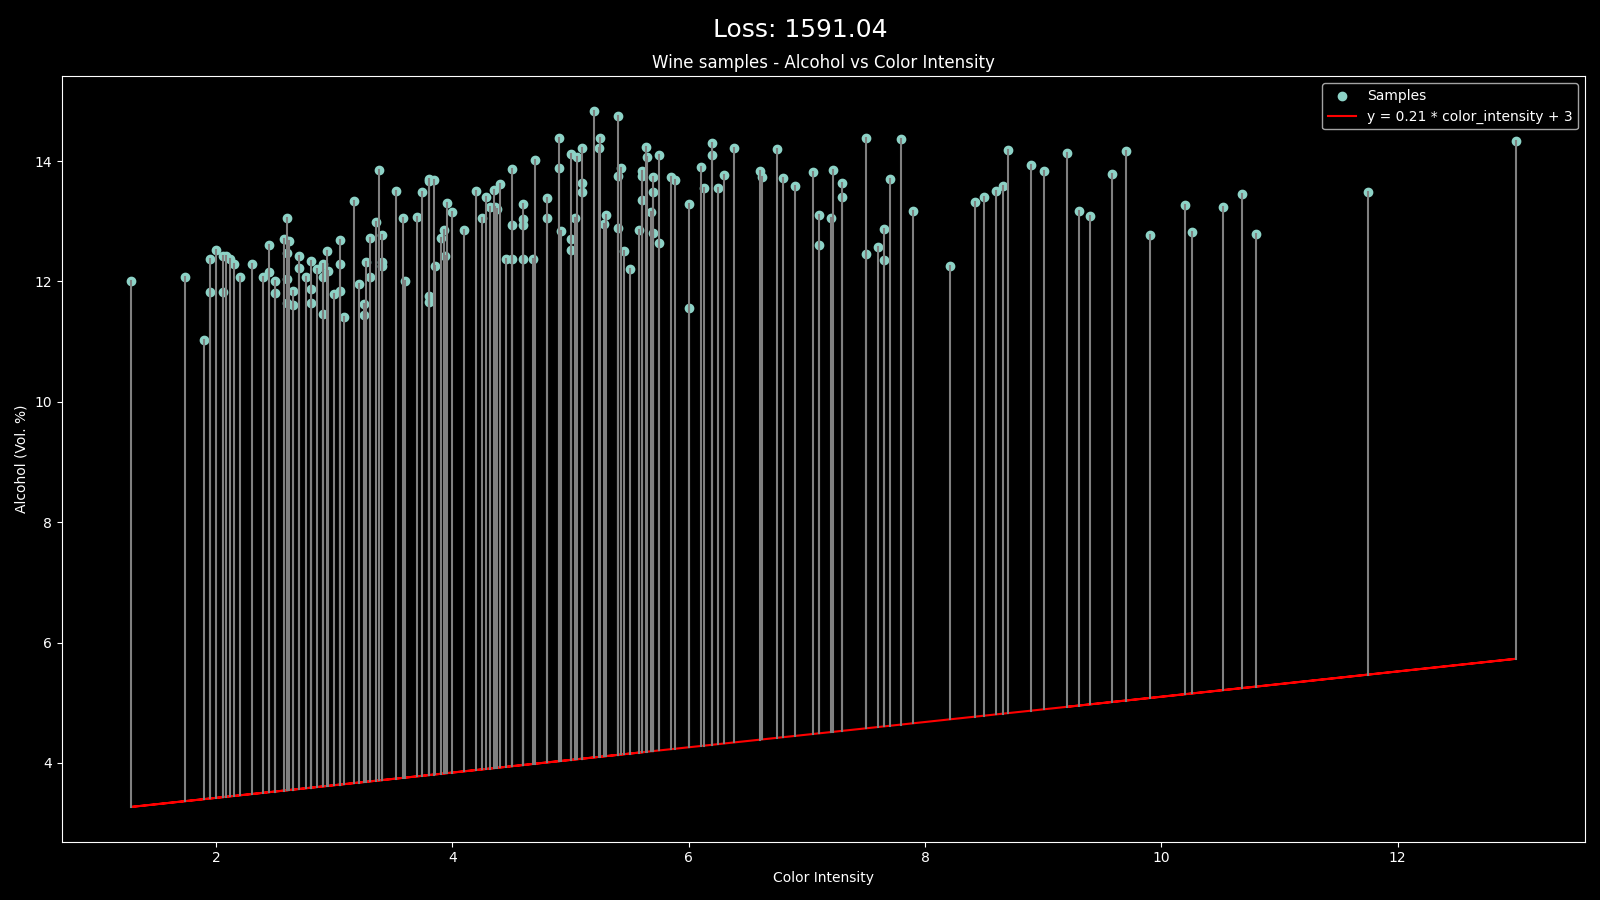 Loss: 1591.04
Wine samples - Alcohol vs Color Intensity
Samples
y = 0.21 * color_intensity + 3
14
12
10
8
6
4
Alcohol (Vol. %)
2
4
6
8
10
12
Color Intensity